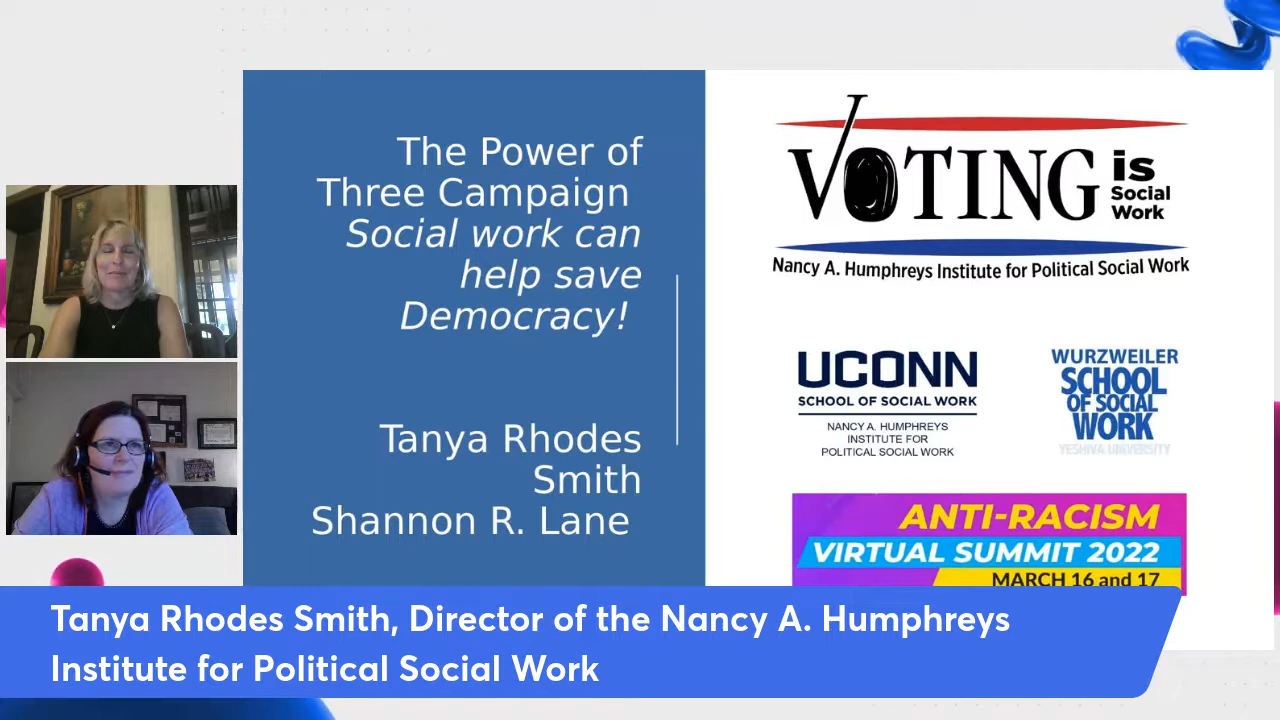 The Power of
Three Campaign
Social work can
help save
Democracy!
Tanya Rhodes
Smith
Shannon R. Lane
VOTING is
Social
Work
Nancy A. Humphreys Institute for Political Social Work
UCONN
SCHOOL OF SOCIAL WORK
NANCY A. HUMPHREYS
INSTITUTE FOR
POLITICAL SOCIAL WORK
WURZWEILER
SCHOOL
OF SOCIAL
WORK
YESHIVA UNIVERSITY
ANTI-RACISM
VIRTUAL SUMMIT 2022
MARCH 16 and 17
Tanya Rhodes Smith, Director of the Nancy A. Humphreys
Institute for Political Social Work